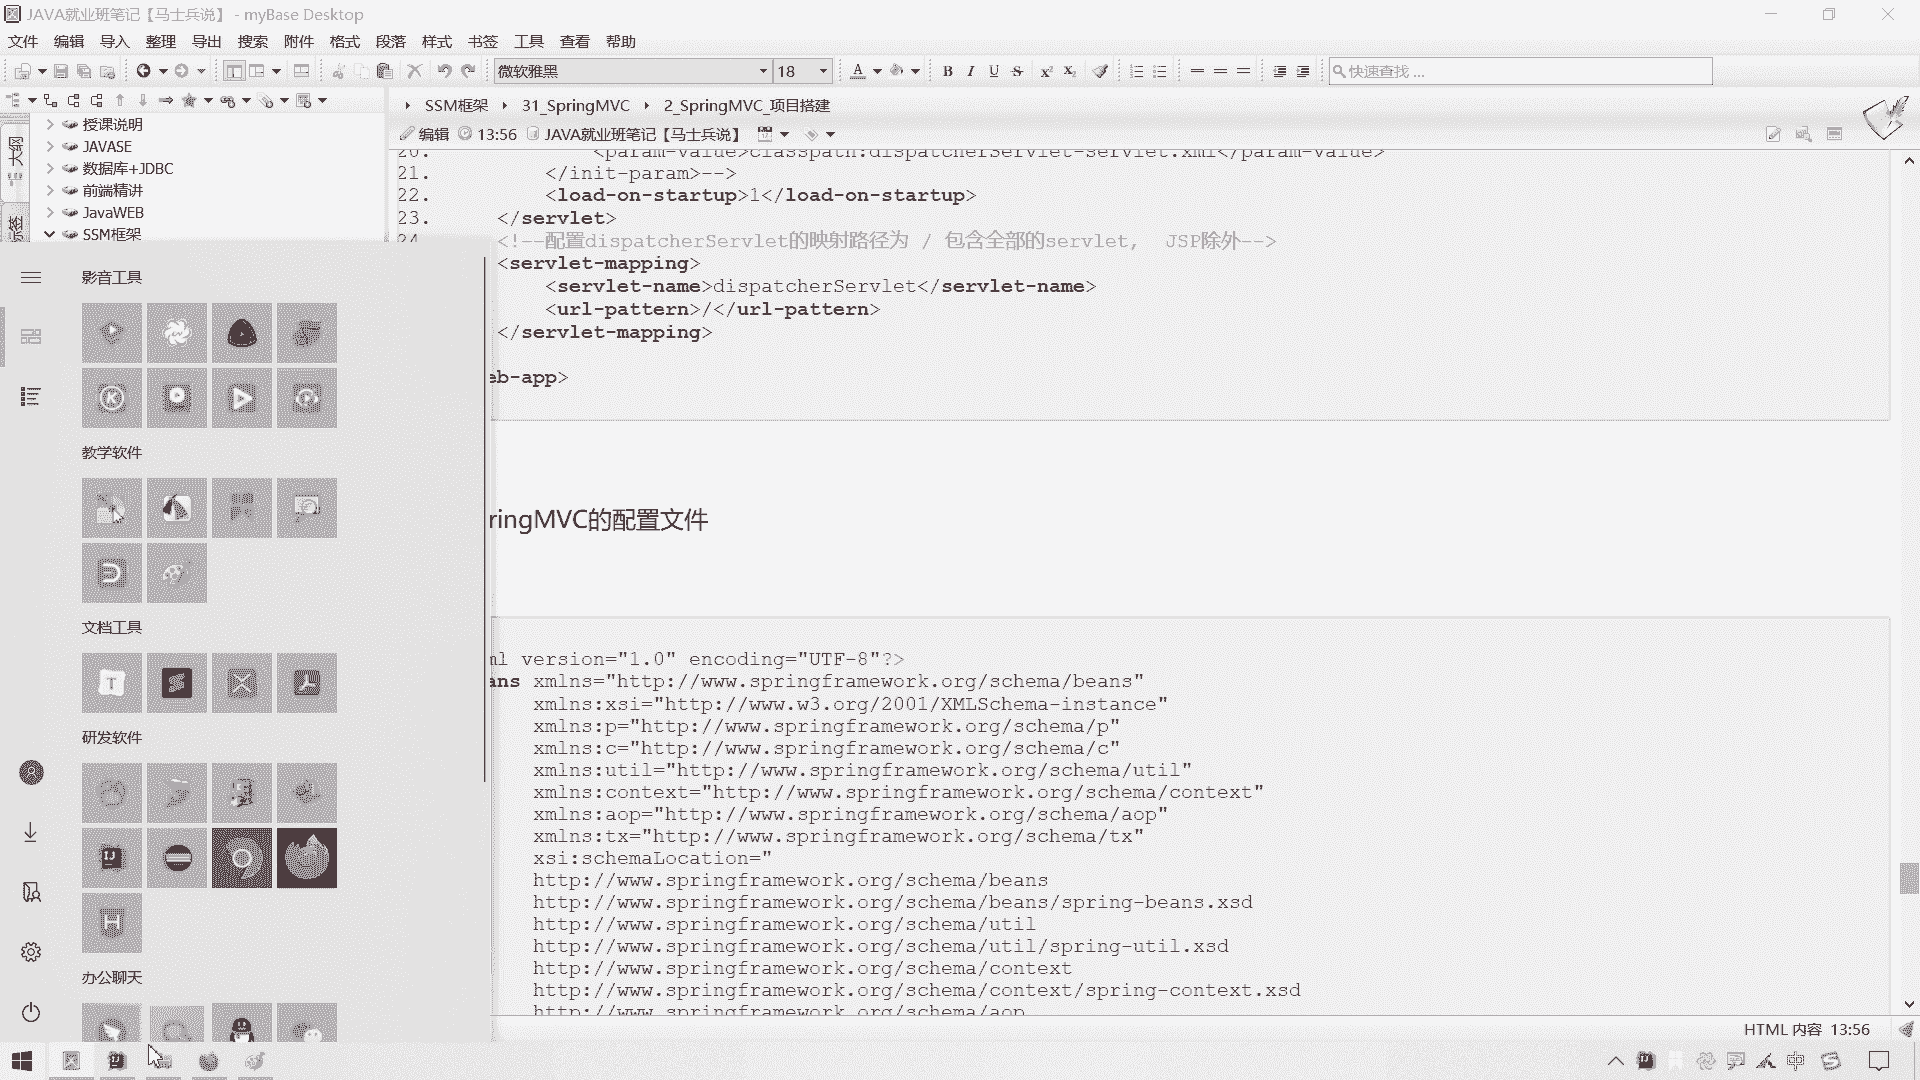 JAVA就业班笔记【马士兵说】 - myBase Desktop
文件 编辑 导入 整理 导出 搜索 附件 格式 段落 样式 书签 工具 查看 帮助
微软雅黑 18 A B I U S X² X₂ 快速查找 ...
SSM框架 31_SpringMVC 2_SpringMVC_项目搭建
编辑 13:56 JAVA就业班笔记【马士兵说】
大纲
授课说明
JAVASE
数据库+JDBC
前端精讲
JavaWEB
SSM框架
影音工具
教学软件
文档工具
研发软件
办公聊天
20. <param-value>classpath:dispatcherServlet-servlet.xml</param-value>
21. </init-param>-->
22. <load-on-startup>1</load-on-startup>
23. </servlet>
24. <!--配置dispatcherServlet的映射路径为 / 包含全部的servlet, JSP除外-->
<servlet-mapping>
<servlet-name>dispatcherServlet</servlet-name>
<url-pattern>/</url-pattern>
</servlet-mapping>
eb-app>
ringMVC的配置文件
ml version="1.0" encoding="UTF-8"?>
ans xmlns="http://www.springframework.org/schema/beans"
xmlns:xsi="http://www.w3.org/2001/XMLSchema-instance"
xmlns:p="http://www.springframework.org/schema/p"
xmlns:c="http://www.springframework.org/schema/c"
xmlns:util="http://www.springframework.org/schema/util"
xmlns:context="http://www.springframework.org/schema/context"
xmlns:aop="http://www.springframework.org/schema/aop"
xmlns:tx="http://www.springframework.org/schema/tx"
xsi:schemaLocation="
http://www.springframework.org/schema/beans
http://www.springframework.org/schema/beans/spring-beans.xsd
http://www.springframework.org/schema/util
http://www.springframework.org/schema/util/spring-util.xsd
http://www.springframework.org/schema/context
http://www.springframework.org/schema/context/spring-context.xsd
http://www.springframework.org/schema/aop
HTML 内容 13:56
中